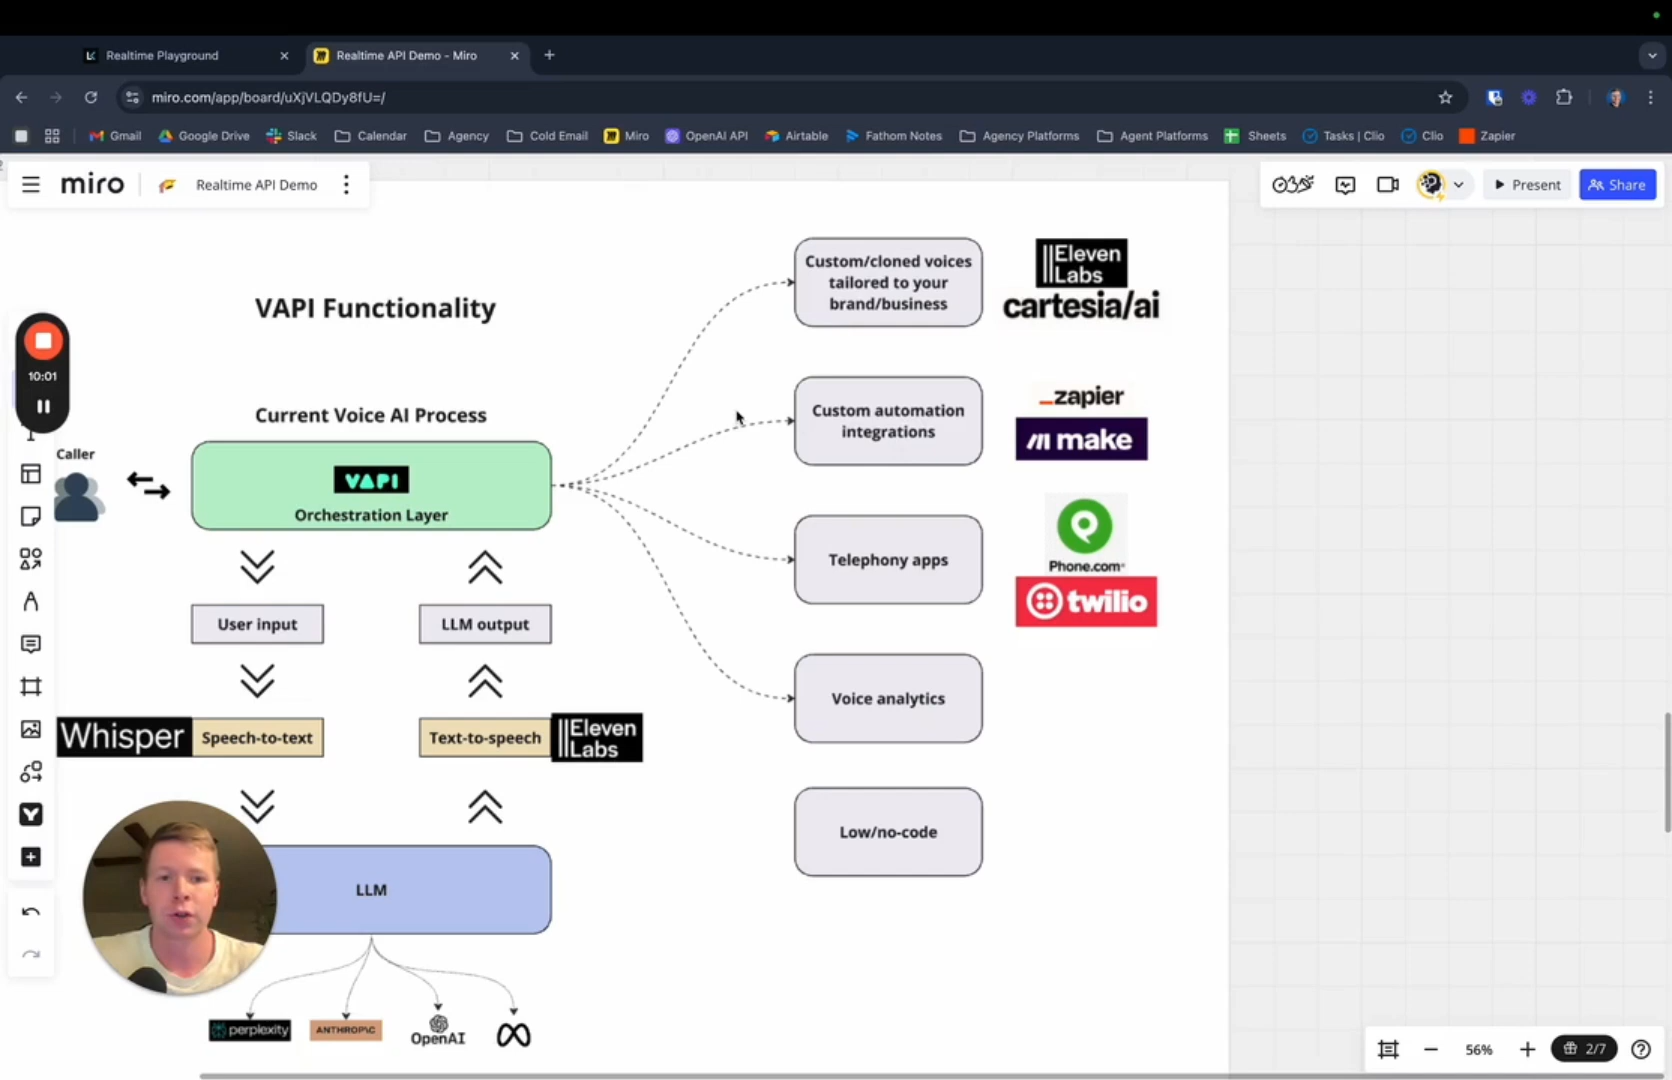 Realtime Playground
Realtime API Demo - Miro
miro.com/app/board/uXjVLQDy8fU=/
Gmail
Google Drive
Slack
Calendar
Agency
Cold Email
Miro
OpenAI API
Airtable
Fathom Notes
Agency Platforms
Agent Platforms
Sheets
Tasks | Clio
Clio
Zapier
miro
Realtime API Demo
Present
Share
10:01
VAPI Functionality
Current Voice AI Process
Caller
VAPI
Orchestration Layer
User input
LLM output
Whisper
Speech-to-text
Text-to-speech
||Eleven
Labs
LLM
perplexity
ANTHROP\C
OpenAI
Custom/cloned voices
tailored to your
brand/business
||Eleven
Labs
cartesia/ai
Custom automation
integrations
_zapier
make
Telephony apps
Phone.com
twilio
Voice analytics
Low/no-code
56%
2/7